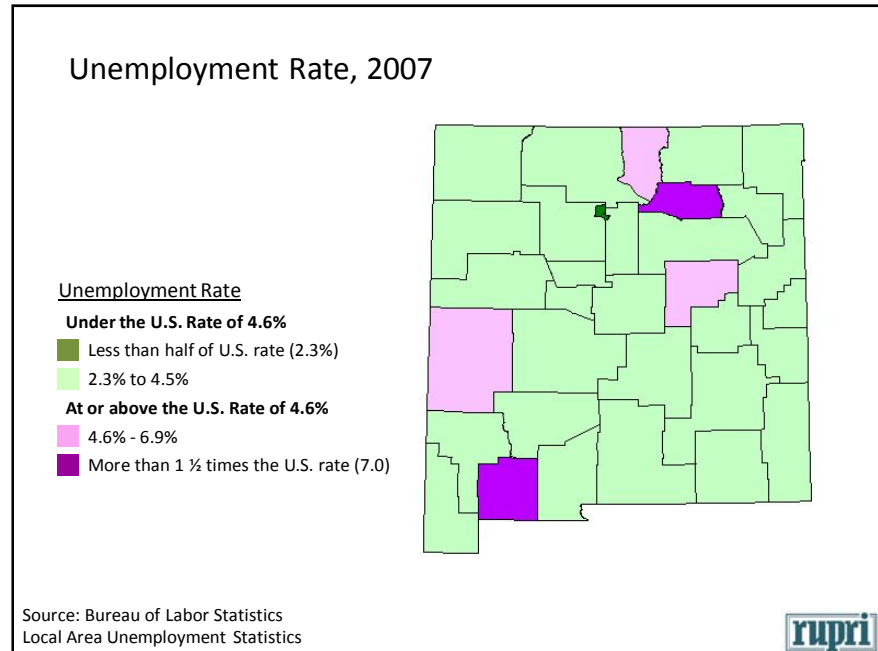 Unemployment Rate, 2007
Unemployment Rate
Under the U.S. Rate of 4.6%
Less than half of U.S. rate (2.3%)
2.3% to 4.5%
At or above the U.S. Rate of 4.6%
4.6% - 6.9%
More than 1 ½ times the U.S. rate (7.0)
Source: Bureau of Labor Statistics
Local Area Unemployment Statistics
rupri